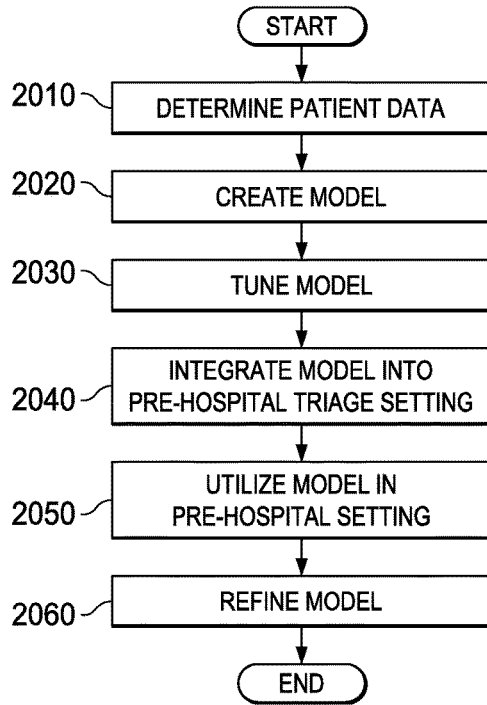 START
2010
DETERMINE PATIENT DATA
2020
CREATE MODEL
2030
TUNE MODEL
2040
INTEGRATE MODEL INTO
PRE-HOSPITAL TRIAGE SETTING
2050
UTILIZE MODEL IN
PRE-HOSPITAL SETTING
2060
REFINE MODEL
END